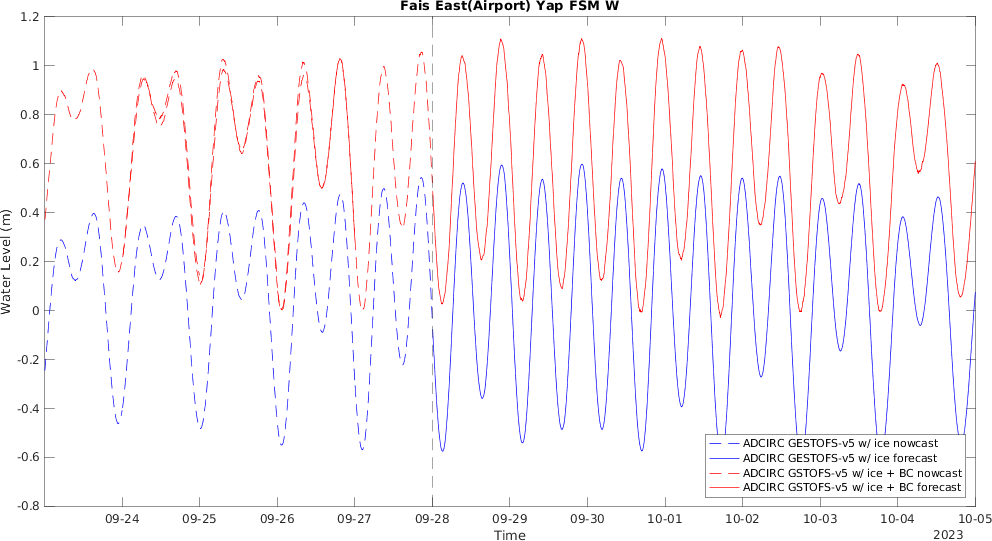 Fais East(Airport) Yap FSM W
1.2
1
0.8
0.6
0.4
0.2
0
-0.2
-0.4
-0.6
-0.8
Water Level (m)
ADCIRC GESTOFS-v5 w/ ice nowcast
ADCIRC GESTOFS-v5 w/ ice forecast
ADCIRC GSTOFS-v5 w/ ice + BC nowcast
ADCIRC GSTOFS-v5 w/ ice + BC forecast
09-24 09-25 09-26 09-27 09-28 09-29 09-30 10-01 10-02 10-03 10-04 10-05
Time
2023